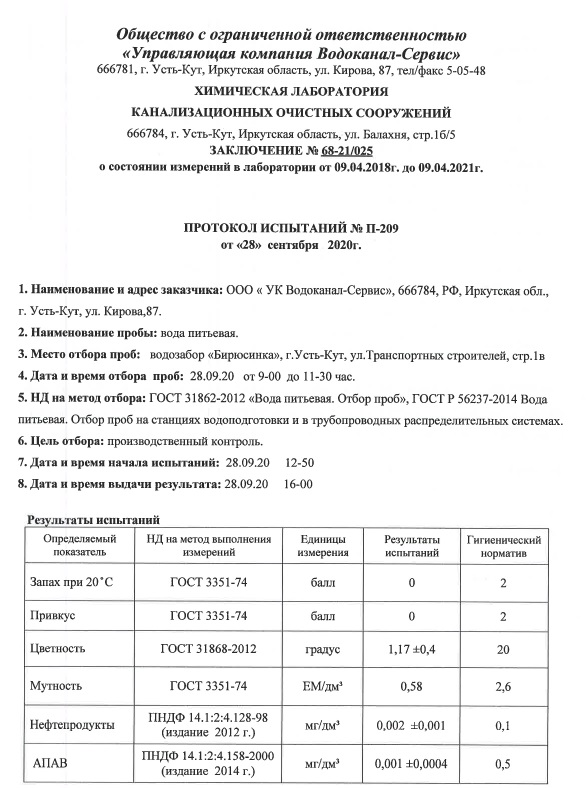 Общество с ограниченной ответственностью
«Управляющая компания Водоканал-Сервис»
666781, г. Усть-Кут, Иркутская область, ул. Кирова, 87, тел/факс 5-05-48
ХИМИЧЕСКАЯ ЛАБОРАТОРИЯ
КАНАЛИЗАЦИОННЫХ ОЧИСТНЫХ СООРУЖЕНИЙ
666784, г. Усть-Кут, Иркутская область, ул. Балахня, стр.1б/5
ЗАКЛЮЧЕНИЕ № 68-21/025
о состоянии измерений в лаборатории от 09.04.2018г. до 09.04.2021г.
ПРОТОКОЛ ИСПЫТАНИЙ № П-209
от «28» сентября 2020г.
1. Наименование и адрес заказчика: ООО « УК Водоканал-Сервис», 666784, РФ, Иркутская обл.,
г. Усть-Кут, ул. Кирова,87.
2. Наименование пробы: вода питьевая.
3. Место отбора проб: водозабор «Бирюсинка», г.Усть-Кут, ул.Транспортных строителей, стр.1в
4. Дата и время отбора проб: 28.09.20 от 9-00 до 11-30 час.
5. НД на метод отбора: ГОСТ 31862-2012 «Вода питьевая. Отбор проб», ГОСТ Р 56237-2014 Вода
питьевая. Отбор проб на станциях водоподготовки и в трубопроводных распределительных системах.
6. Цель отбора: производственный контроль.
7. Дата и время начала испытаний: 28.09.20 12-50
8. Дата и время выдачи результата: 28.09.20 16-00
Результаты испытаний
Определяемый показатель НД на метод выполнения измерений Единицы измерения Результаты испытаний Гигиенический норматив
Запах при 20˚С ГОСТ 3351-74 балл 0 2
Привкус ГОСТ 3351-74 балл 0 2
Цветность ГОСТ 31868-2012 градус 1,17 ±0,4 20
Мутность ГОСТ 3351-74 ЕМ/дм³ 0,58 2,6
Нефтепродукты ПНДФ 14.1:2:4.128-98 (издание 2012 г.) мг/дм³ 0,002 ±0,001 0,1
АПАВ ПНДФ 14.1:2:4.158-2000 (издание 2014 г.) мг/дм³ 0,001 ±0,0004 0,5